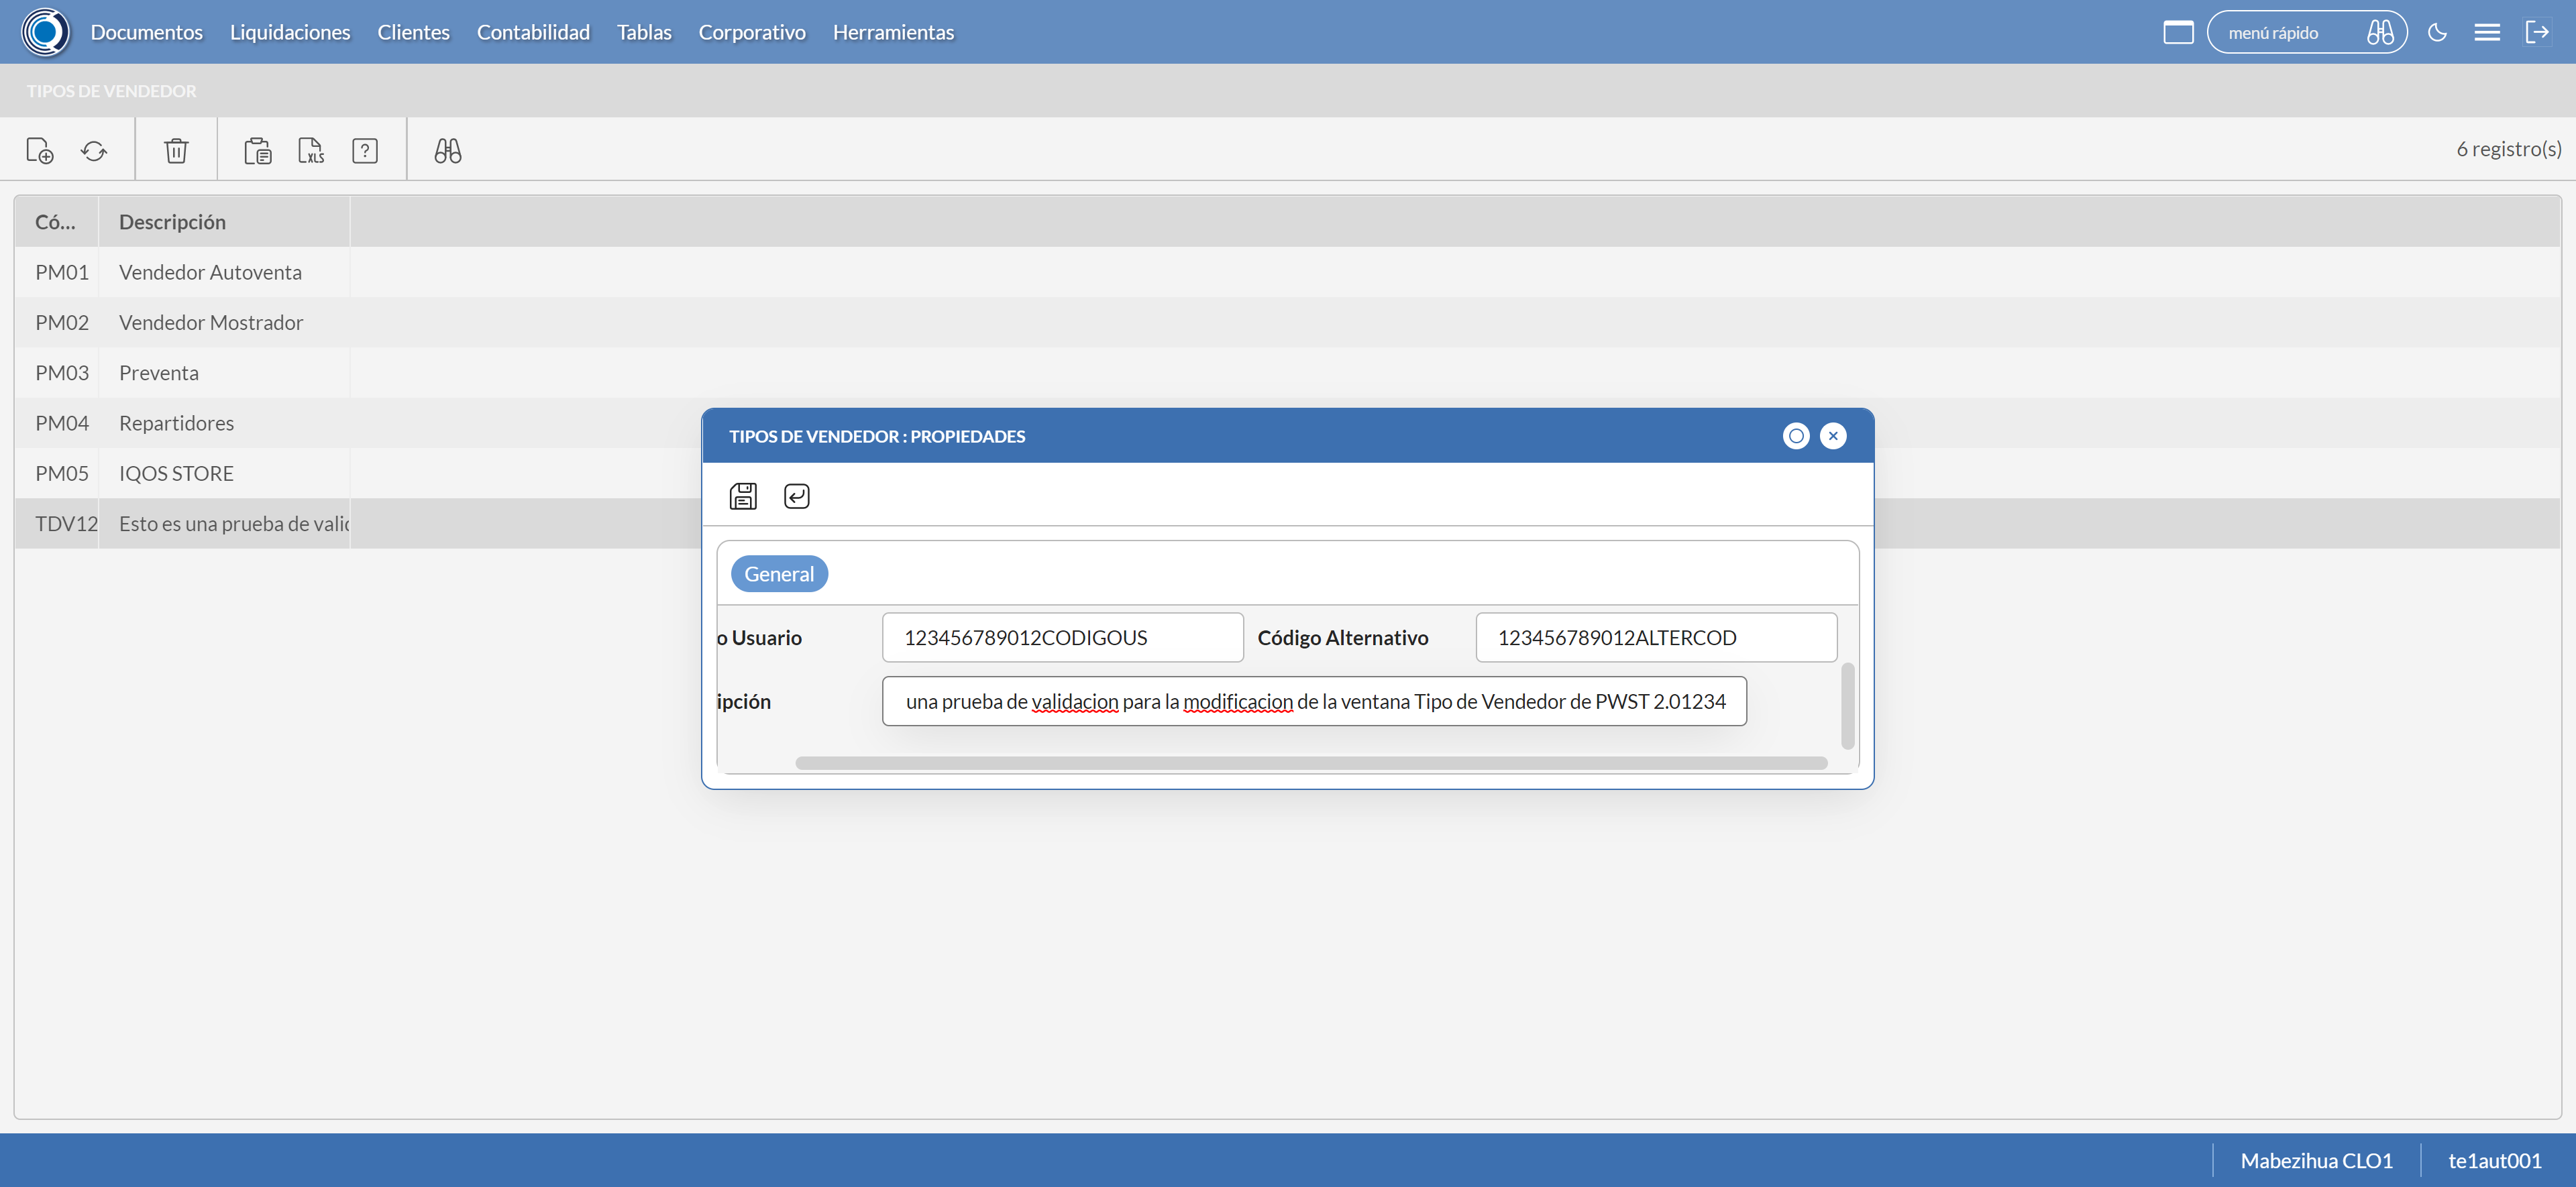 Documentos Liquidaciones Clientes Contabilidad Tablas Corporativo Herramientas menú rápido
TIPOS DE VENDEDOR
XLS ? 6 registro(s)
Có... Descripción
PM01 Vendedor Autoventa
PM02 Vendedor Mostrador
PM03 Preventa
PM04 Repartidores
PM05 IQOS STORE
TDV12 Esto es una prueba de valic
TIPOS DE VENDEDOR : PROPIEDADES
General
o Usuario 123456789012CODIGOUS Código Alternativo 123456789012ALTERCOD
ipción una prueba de validacion para la modificacion de la ventana Tipo de Vendedor de PWST 2.01234
Mabezihua CLO1 te1aut001